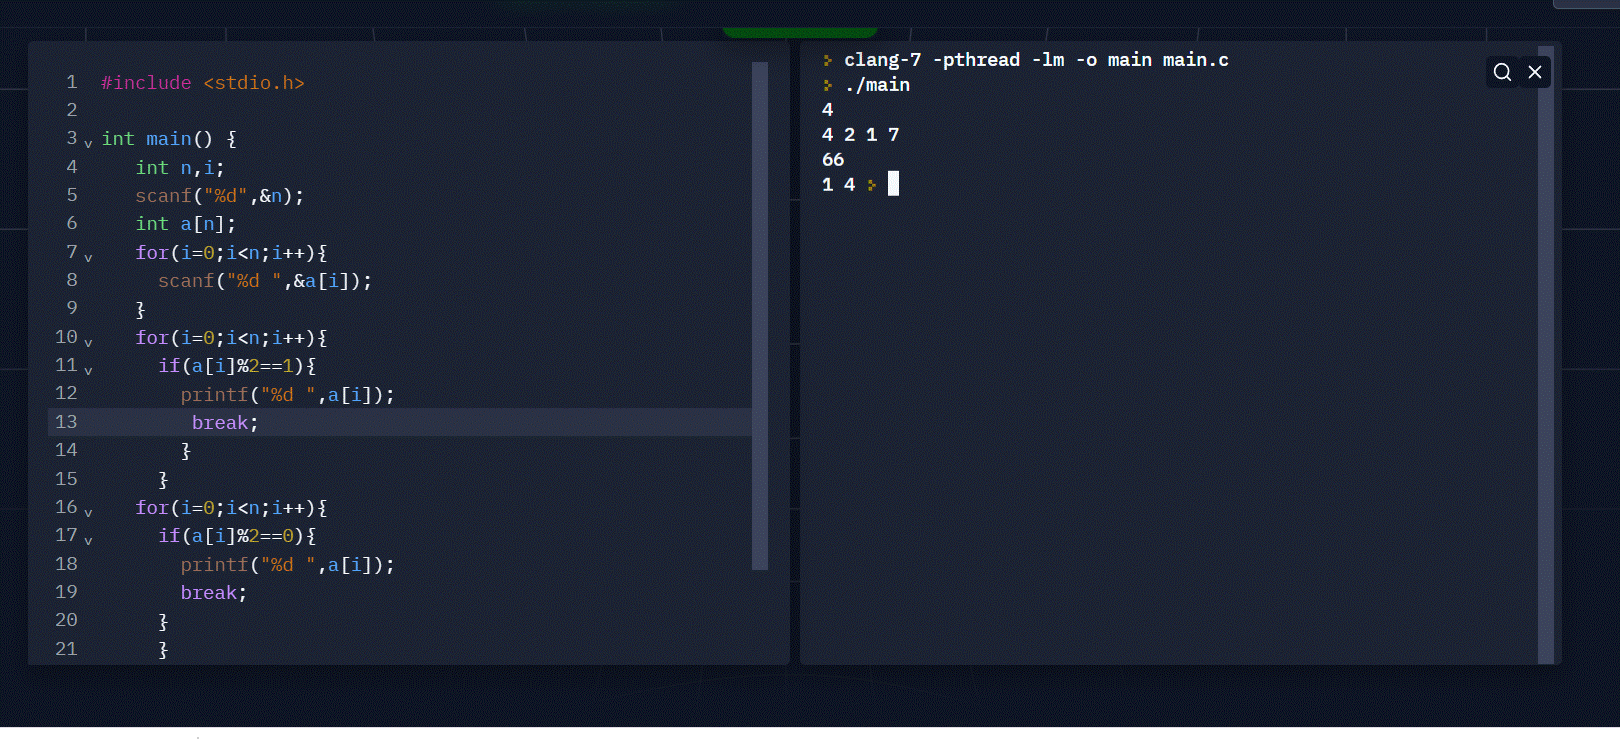 1 #include <stdio.h>
2
3 int main() {
4 int n,i;
5 scanf("%d",&n);
6 int a[n];
7 for(i=0;i<n;i++){
8 scanf("%d ",&a[i]);
9 }
10 for(i=0;i<n;i++){
11 if(a[i]%2==1){
12 printf("%d ",a[i]);
13 break;
14 }
15 }
16 for(i=0;i<n;i++){
17 if(a[i]%2==0){
18 printf("%d ",a[i]);
19 break;
20 }
21 }
clang-7 -pthread -lm -o main main.c
./main
4
4 2 1 7
66
1 4